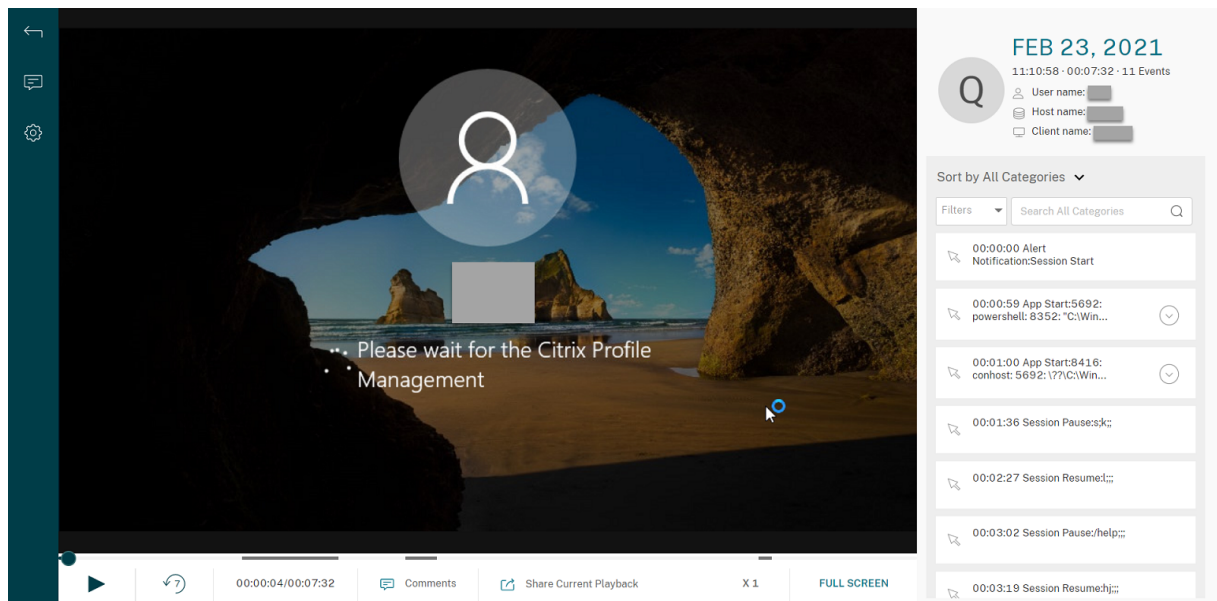 Please wait for the Citrix Profile
Management
7
00:00:04/00:07:32
Comments
Share Current Playback
X 1
FULL SCREEN
Q
FEB 23, 2021
11:10:58 · 00:07:32 · 11 Events
User name:
Host name:
Client name:
Sort by All Categories
Filters
Search All Categories
00:00:00 Alert
Notification:Session Start
00:00:59 App Start:5692:
powershell: 8352: "C:\Win...
00:01:00 App Start:8416:
conhost: 5692: \??\C:\Win...
00:01:36 Session Pause:s;k;;
00:02:27 Session Resume:l;;;
00:03:02 Session Pause:/help;;;
00:03:19 Session Resume:hj;;;